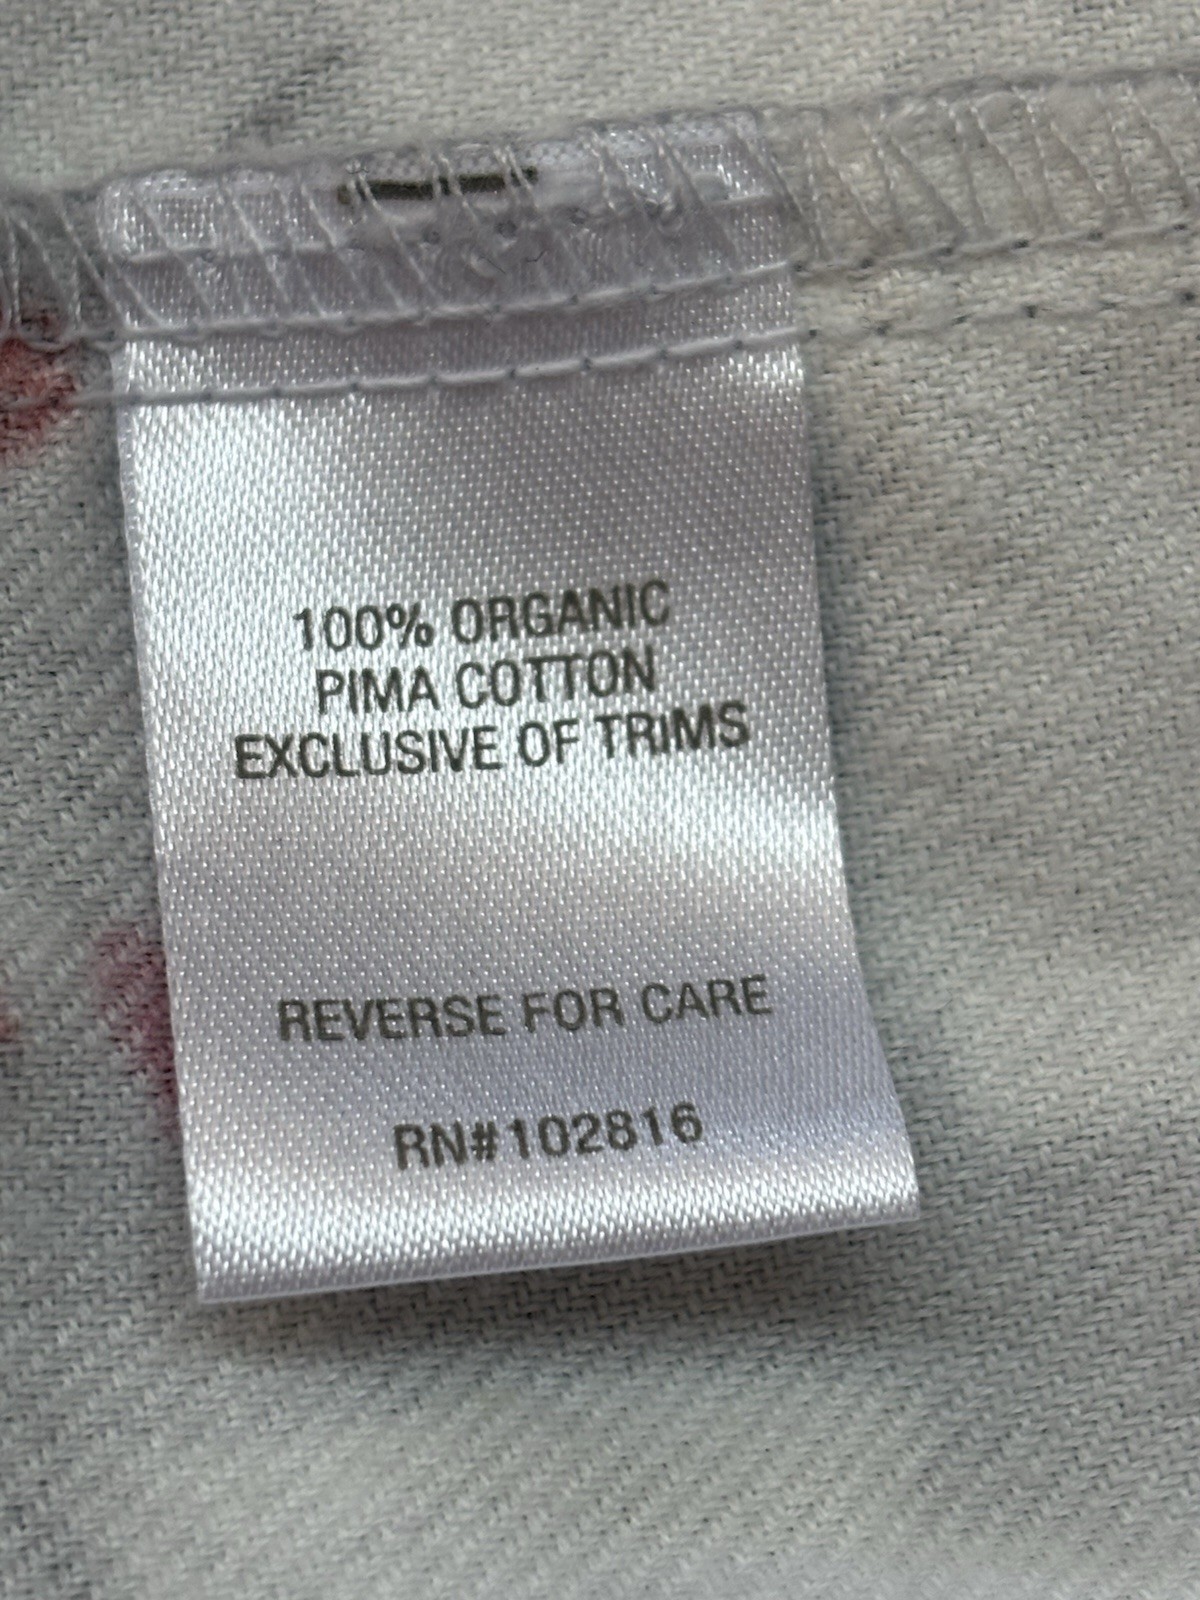 100% ORGANIC
PIMA COTTON
EXCLUSIVE OF TRIMS
REVERSE FOR CARE
RN#102816